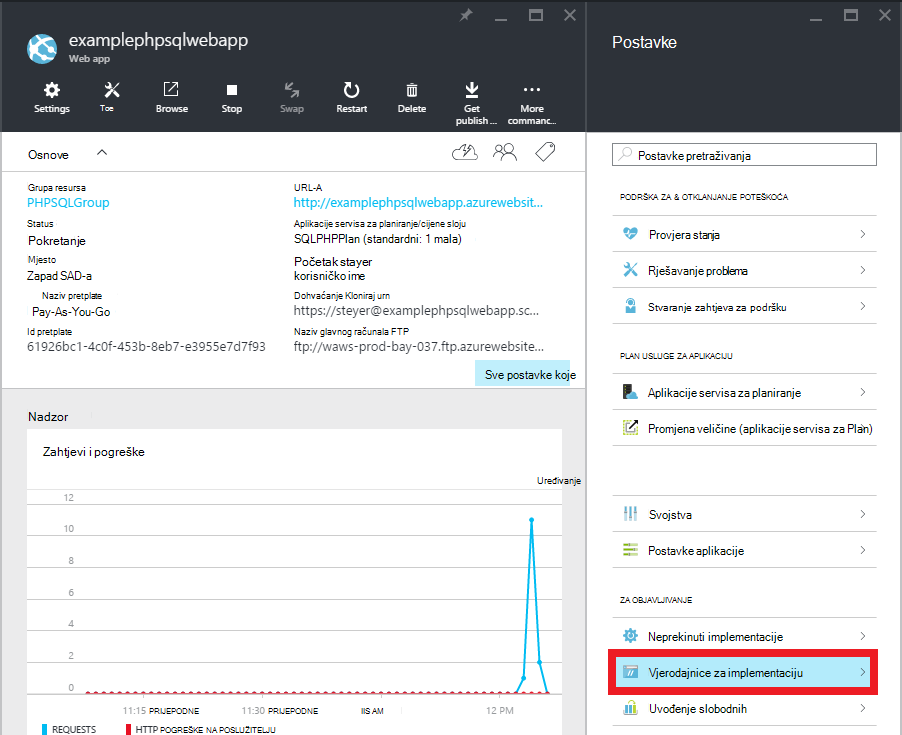 examplephpsqlwebapp
Web app
Settings
Toe
Browse
Stop
Swap
Restart
Delete
Get publish ...
More commanc...
Osnove
Grupa resursa
PHPSQLGroup
Status
Pokretanje
Mjesto
Zapad SAD-a
Naziv pretplate
Pay-As-You-Go
Id pretplate
61926bc1-4c0f-453b-8eb7-e3955e7d7f93
URL-A
http://examplephpsqlwebapp.azurewebsit...
Aplikacije servisa za planiranje/cijene sloju
SQLPHPPlan (standardni: 1 mala)
Početak stayer
korisničko ime
Dohvaćanje Kloniraj urn
https://steyer@examplephpsqlwebapp.sc...
Naziv glavnog računala FTP
ftp://waws-prod-bay-037.ftp.azurewebsite...
Sve postavke koje
Nadzor
Zahtjevi i pogreške
Uređivanje
12
10
8
6
4
2
0
11:15 PRIJEPODNE
11:30 PRIJEPODNE
IIS AM
12 PM
REQUESTS
HTTP POGREŠKE NA POSLUŽITELJU
Postavke
Postavke pretraživanja
PODRŠKA ZA & OTKLANJANJE POTEŠKOĆA
Provjera stanja
Rješavanje problema
Stvaranje zahtjeva za podršku
PLAN USLUGE ZA APLIKACIJU
Aplikacije servisa za planiranje
Promjena veličine (aplikacije servisa za Plan)
Svojstva
Postavke aplikacije
ZA OBJAVLJIVANJE
Neprekinuti implementacije
Vjerodajnice za implementaciju
Uvođenje slobodnih